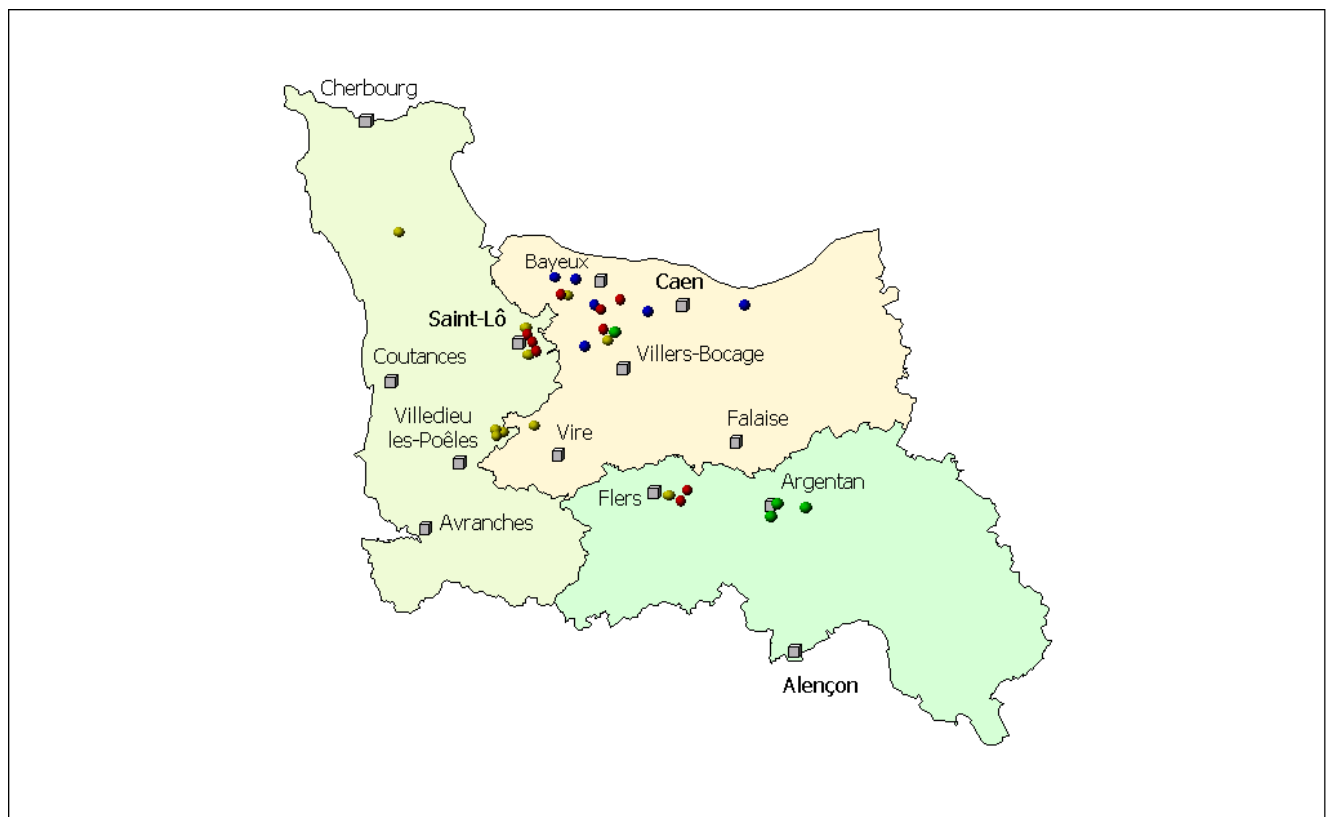 Cherbourg
Bayeux
Caen
Saint-Lô
Coutances
Villers-Bocage
Villedieu
les-Poêles
Vire
Falaise
Flers
Argentan
Avranches
Alençon